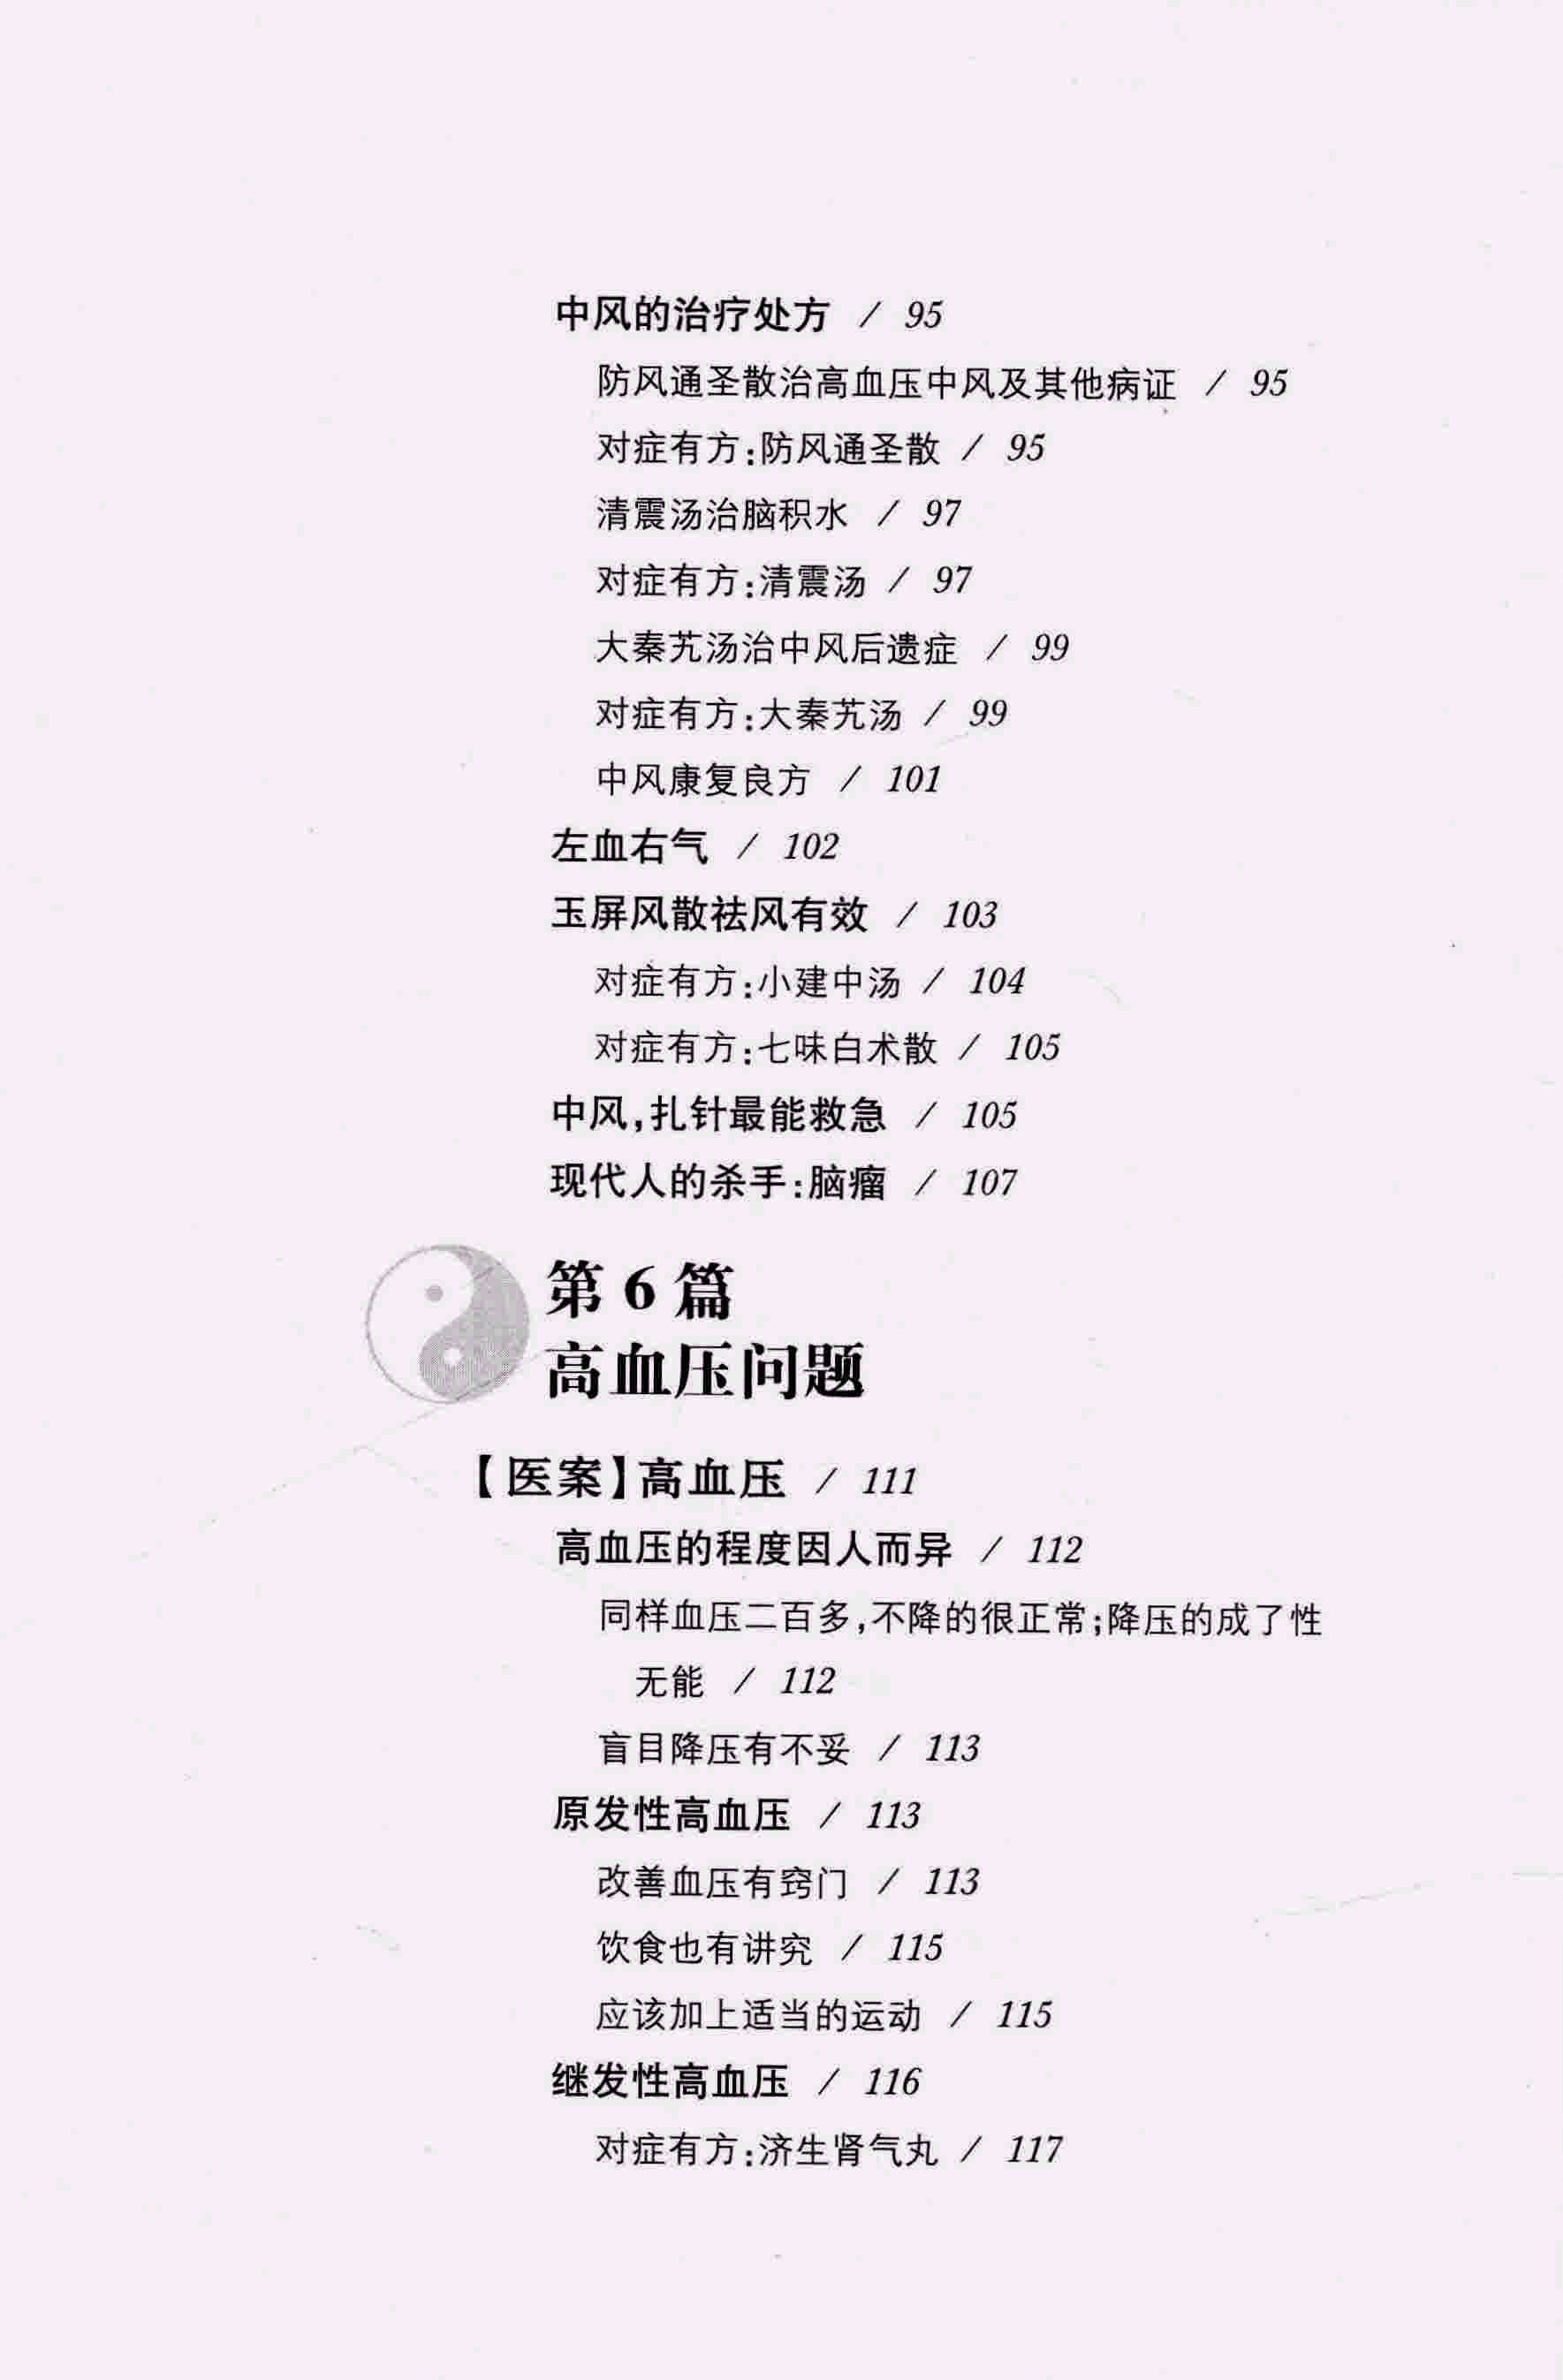 中风的治疗处方 / 95
防风通圣散治高血压中风及其他病证 / 95
对症有方:防风通圣散 / 95
清震汤治脑积水 / 97
对症有方:清震汤 / 97
大秦艽汤治中风后遗症 / 99
对症有方:大秦艽汤 / 99
中风康复良方 / 101
左血右气 / 102
玉屏风散祛风有效 / 103
对症有方:小建中汤 / 104
对症有方:七味白术散 / 105
中风,扎针最能救急 / 105
现代人的杀手:脑瘤 / 107
第 6 篇
高血压问题
【医案】高血压 / 111
高血压的程度因人而异 / 112
同样血压二百多,不降的很正常;降压的成了性
无能 / 112
盲目降压有不妥 / 113
原发性高血压 / 113
改善血压有窍门 / 113
饮食也有讲究 / 115
应该加上适当的运动 / 115
继发性高血压 / 116
对症有方:济生肾气丸 / 117